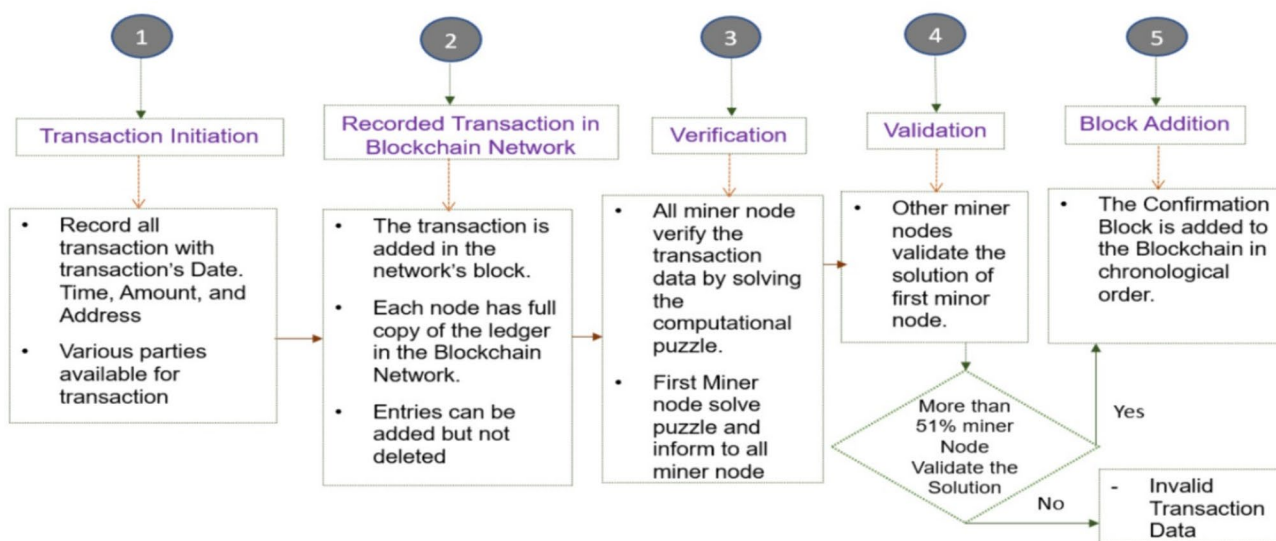 1
Transaction Initiation
• Record all
transaction with
transaction's Date.
Time, Amount, and
Address
• Various parties
available for
transaction
2
Recorded Transaction in
Blockchain Network
• The transaction is
added in the
network's block.
• Each node has full
copy of the ledger
in the Blockchain
Network.
• Entries can be
added but not
deleted
3
Verification
• All miner node
verify the
transaction
data by solving
the
computational
puzzle.
• First Miner
node solve
puzzle and
inform to all
miner node
4
Validation
• Other miner
nodes
validate the
solution of
first minor
node.
More than
51% miner
Node
Validate the
Solution
Yes
No
5
Block Addition
• The Confirmation
Block is added to
the Blockchain in
chronological
order.
- Invalid
Transaction
Data